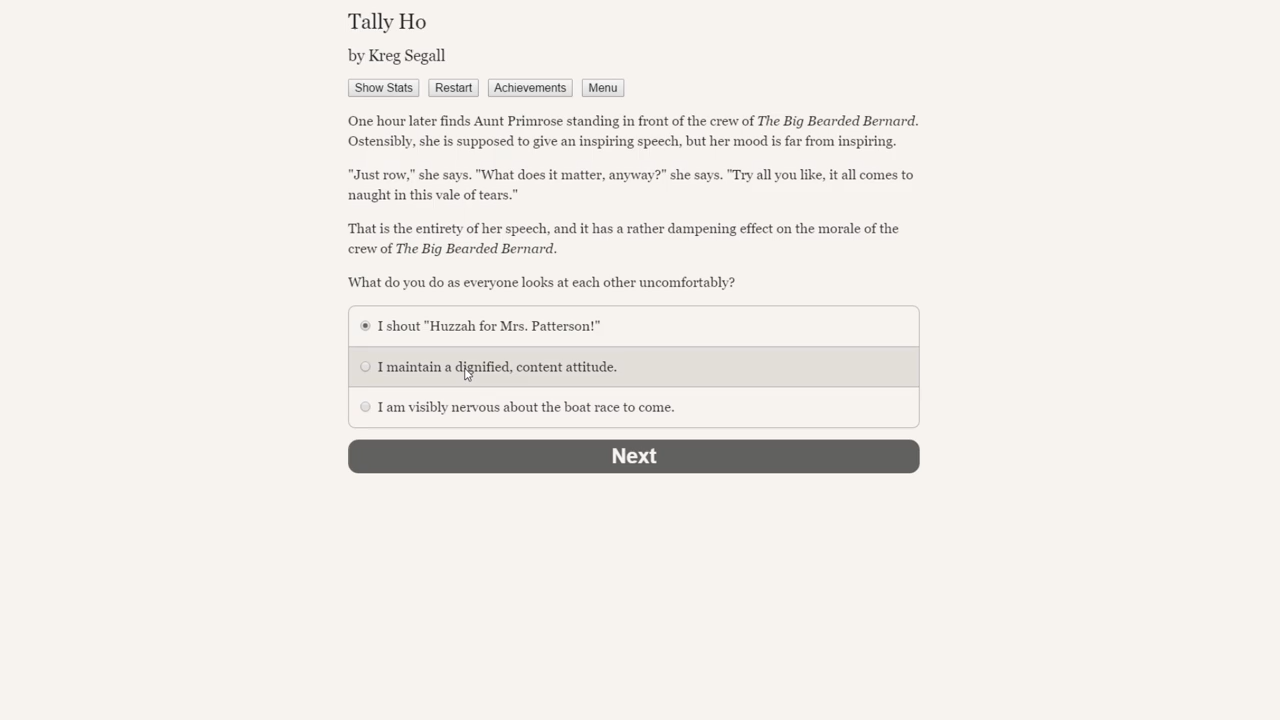 Tally Ho
by Kreg Segall
Show Stats Restart Achievements Menu
One hour later finds Aunt Primrose standing in front of the crew of The Big Bearded Bernard.
Ostensibly, she is supposed to give an inspiring speech, but her mood is far from inspiring.
"Just row," she says. "What does it matter, anyway?" she says. "Try all you like, it all comes to
naught in this vale of tears."
That is the entirety of her speech, and it has a rather dampening effect on the morale of the
crew of The Big Bearded Bernard.
What do you do as everyone looks at each other uncomfortably?
I shout "Huzzah for Mrs. Patterson!"
I maintain a dignified, content attitude.
I am visibly nervous about the boat race to come.
Next